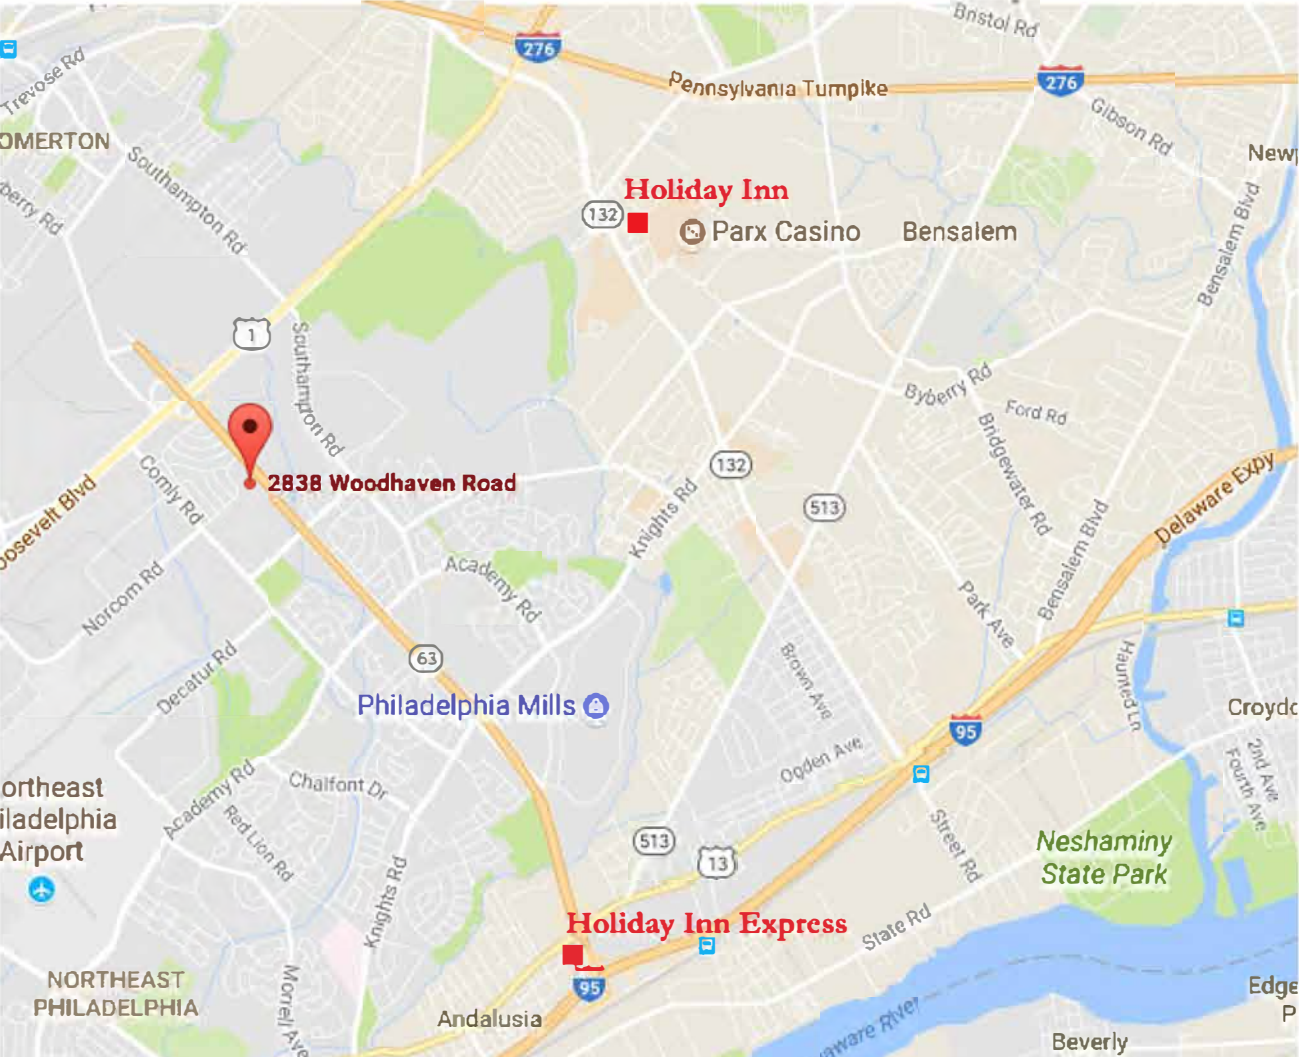 Bristol Rd
276
Trevose Rd
Pennsylvania Turnpike
276
Gibson Rd
OMERTON
Southampton Rd
Newp
berry Rd
Holiday Inn
132
Parx Casino
Bensalem
Bensalem Blvd
1
Southampton Rd
Byberry Rd
Ford Rd
Bridgewater Rd
2838 Woodhaven Road
132
513
Knights Rd
Comly Rd
oosevelt Blvd
Delaware Expy
Bensalem Blvd
Academy Rd
Norcom Rd
Park Ave
63
Decatur Rd
Brown Ave
Haunted Ln
Philadelphia Mills
95
Croydo
Ogden Ave
2nd Ave
Fourth Ave
ortheast
iladelphia
Airport
Chalfont Dr
Academy Rd
Red Lion Rd
513
13
Street Rd
Neshaminy
State Park
Knights Rd
Holiday Inn Express
State Rd
95
NORTHEAST
PHILADELPHIA
Morrell Ave
Andalusia
aware River
Edge
P
Beverly